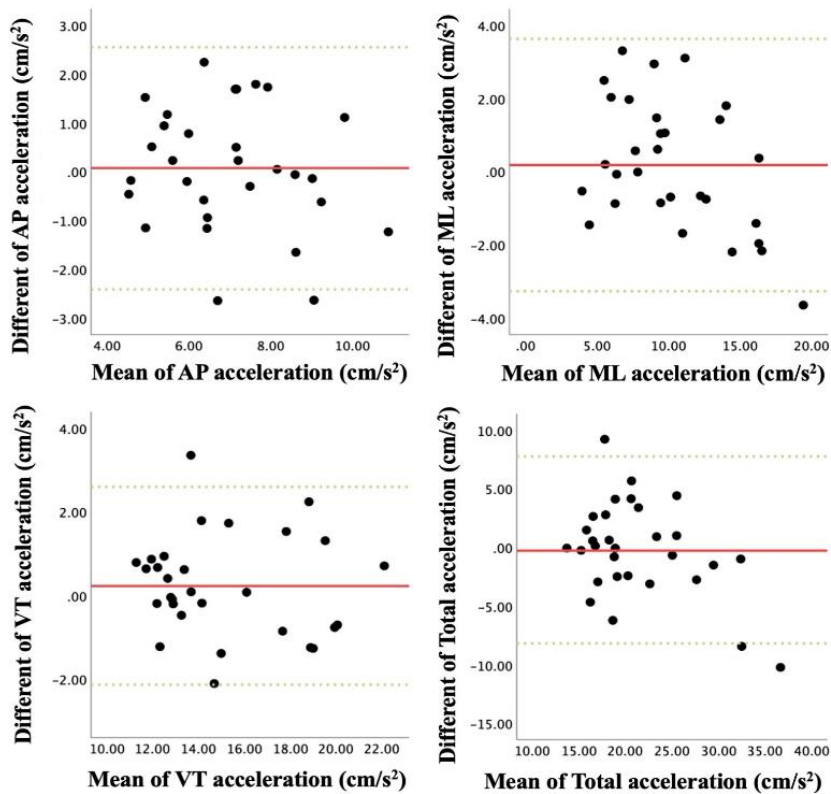 Different of AP acceleration (cm/s²)
3.00
2.00
1.00
.00
-1.00
-2.00
-3.00
4.00 6.00 8.00 10.00
Mean of AP acceleration (cm/s²)
Different of ML acceleration (cm/s²)
4.00
2.00
.00
-2.00
-4.00
.00 5.00 10.00 15.00 20.00
Mean of ML acceleration (cm/s²)
Different of VT acceleration (cm/s²)
4.00
2.00
.00
-2.00
10.00 12.00 14.00 16.00 18.00 20.00 22.00
Mean of VT acceleration (cm/s²)
Different of Total acceleration (cm/s²)
10.00
5.00
.00
-5.00
-10.00
-15.00
10.00 15.00 20.00 25.00 30.00 35.00 40.00
Mean of Total acceleration (cm/s²)